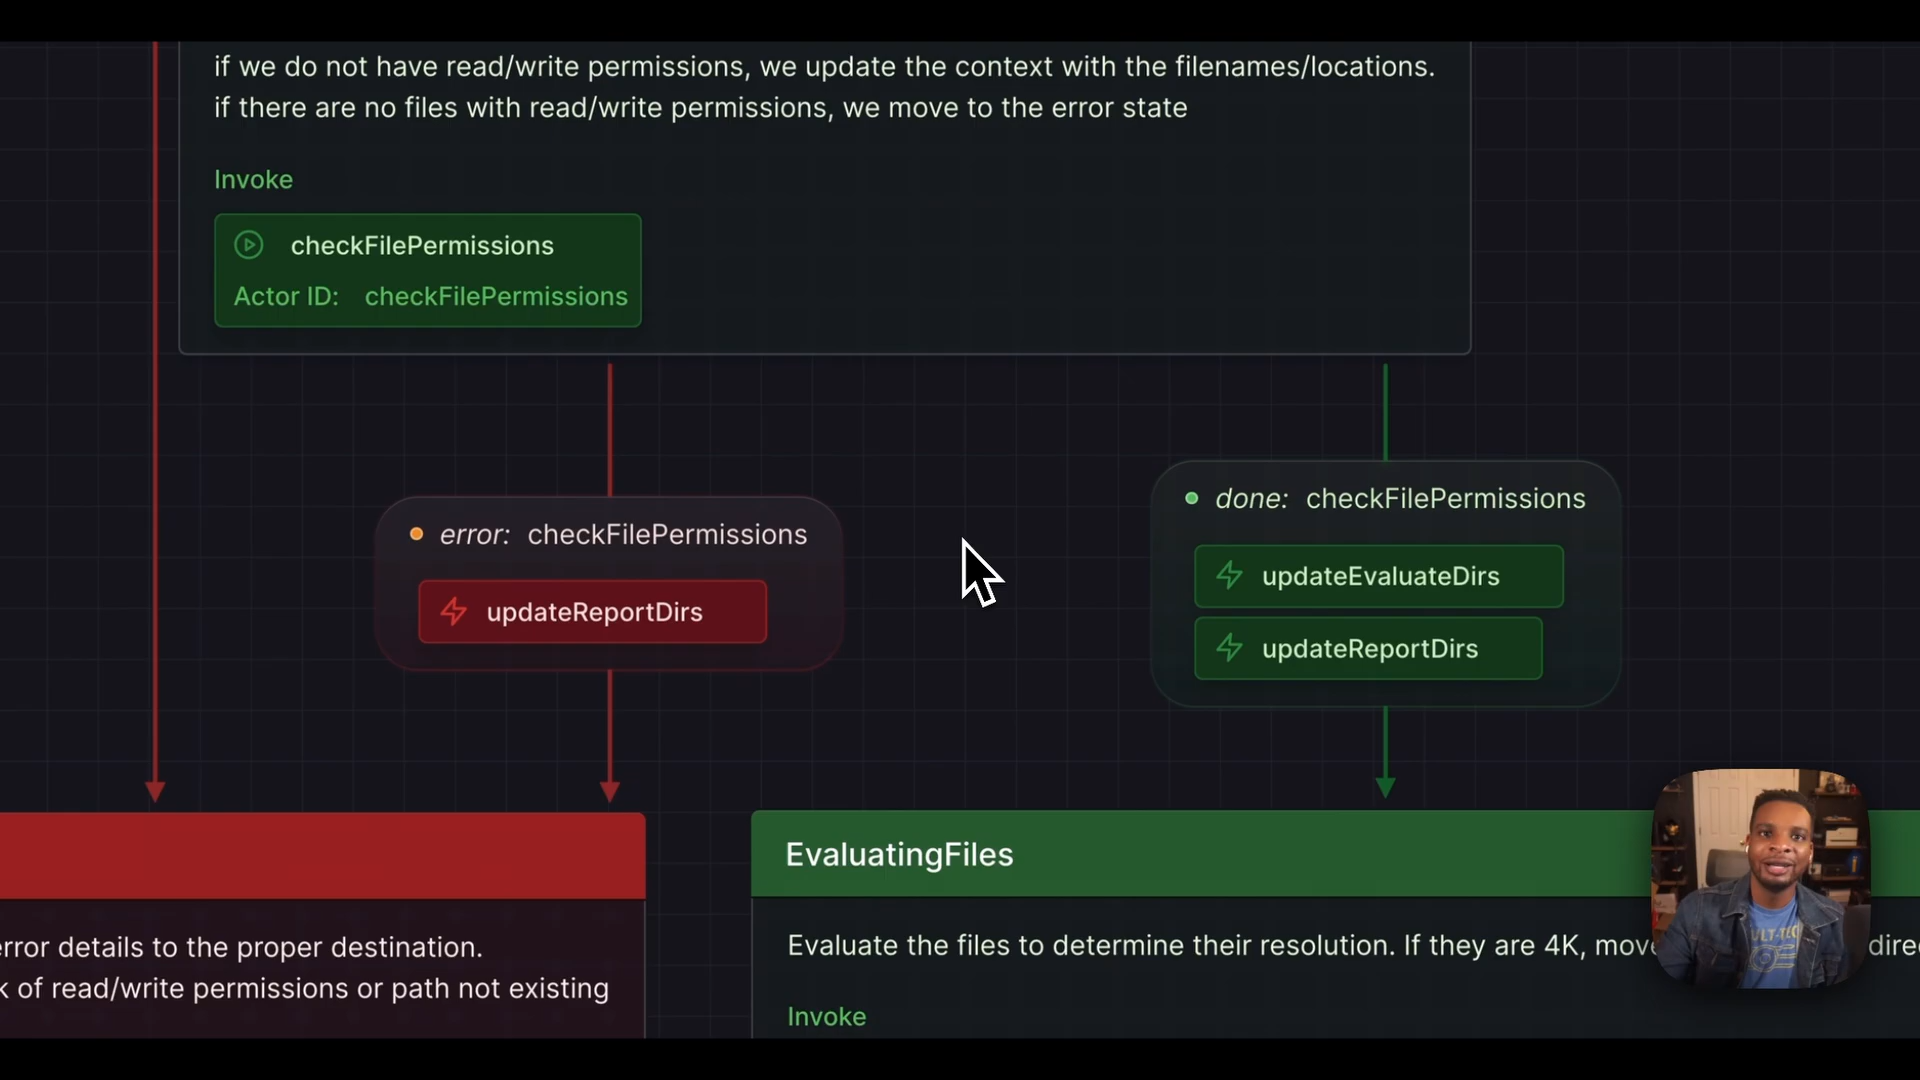 if we do not have read/write permissions, we update the context with the filenames/locations.
if there are no files with read/write permissions, we move to the error state
Invoke
checkFilePermissions
Actor ID: checkFilePermissions
error: checkFilePermissions
updateReportDirs
done: checkFilePermissions
updateEvaluateDirs
updateReportDirs
error details to the proper destination.
k of read/write permissions or path not existing
EvaluatingFiles
Evaluate the files to determine their resolution. If they are 4K, move
Invoke